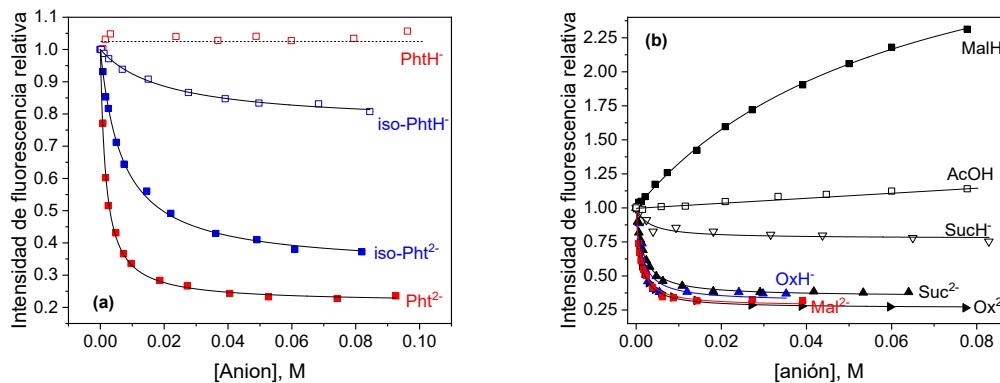 Intensidad de fluorescencia relativa
1.1
1.0
0.9
0.8
0.7
0.6
0.5
0.4
0.3
0.2
PhtH-
iso-PhtH-
iso-Pht2-
Pht2-
(a)
0.00 0.02 0.04 0.06 0.08 0.10
[Anion], M
Intensidad de fluorescencia relativa
2.25
2.00
1.75
1.50
1.25
1.00
0.75
0.50
0.25
(b)
MalH
AcOH
SucH-
OxH-
Suc2-
Mal2-
Ox2
0.00 0.02 0.04 0.06 0.08
[anión], M